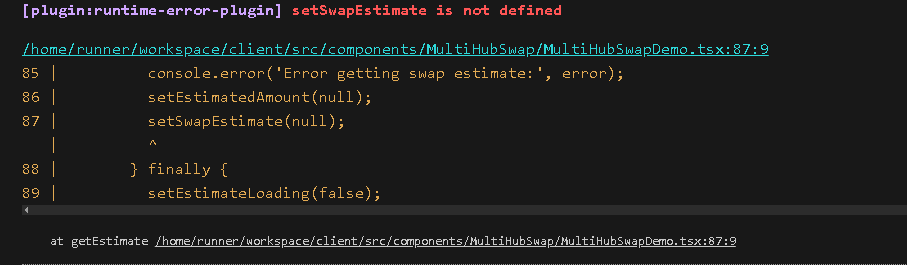 [plugin:runtime-error-plugin] setSwapEstimate is not defined
/home/runner/workspace/client/src/components/MultiHubSwap/MultiHubSwapDemo.tsx:87:9
85 |         console.error('Error getting swap estimate:', error);
86 |         setEstimatedAmount(null);
87 |         setSwapEstimate(null);
   |         ^
88 |       } finally {
89 |         setEstimateLoading(false);
at getEstimate /home/runner/workspace/client/src/components/MultiHubSwap/MultiHubSwapDemo.tsx:87:9